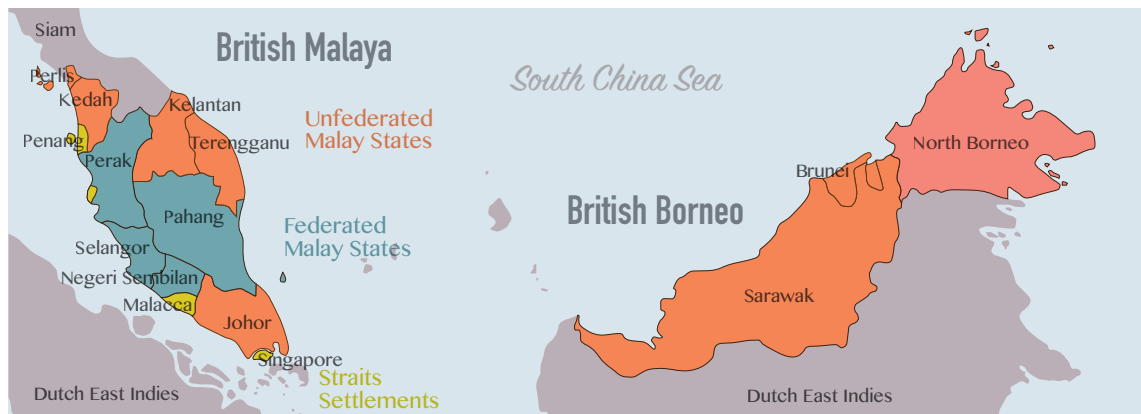 Siam
British Malaya
South China Sea
Perlis
Kedah
Kelantan
Unfederated
Malay States
Penang
Terengganu
North Borneo
Perak
Brunei
British Borneo
Pahang
Federated
Malay States
Selangor
Negeri Sembilan
Malacca
Sarawak
Johor
Singapore
Straits
Settlements
Dutch East Indies
Dutch East Indies